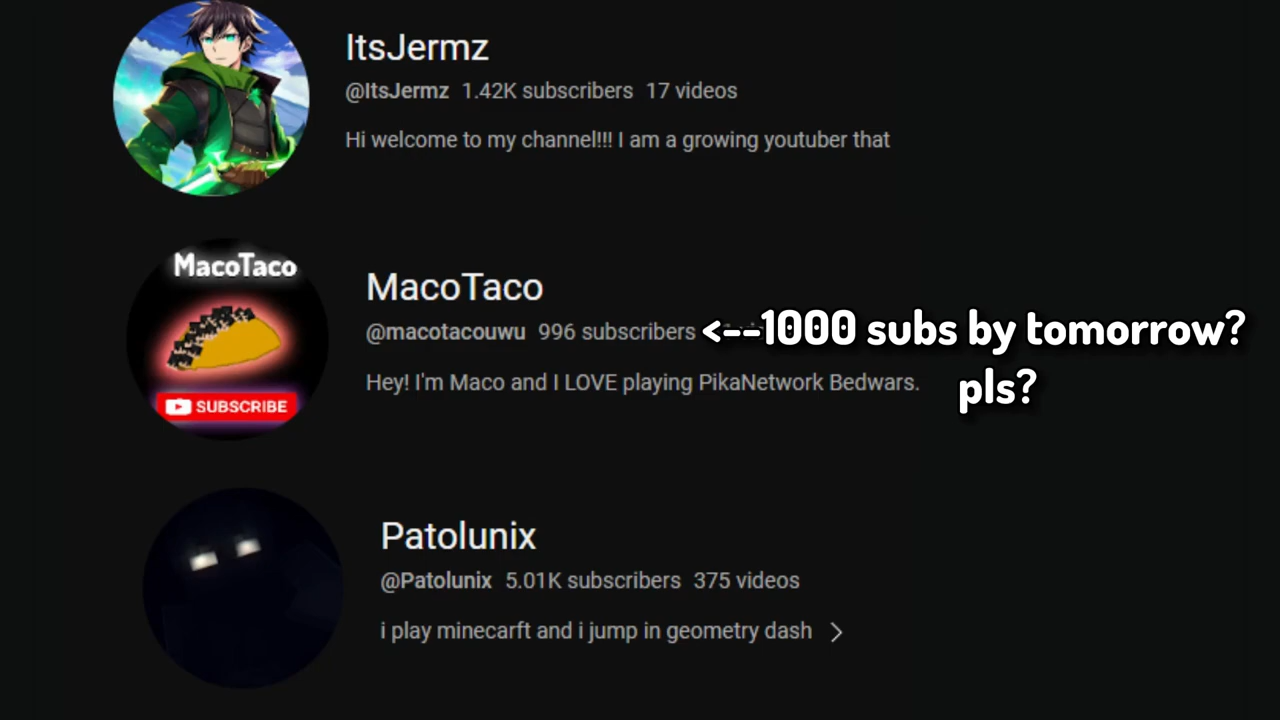 ItsJermz
@ItsJermz 1.42K subscribers 17 videos
Hi welcome to my channel!!! I am a growing youtuber that
MacoTaco
SUBSCRIBE
MacoTaco
@macotacouwu 996 subscribers <--1000 subs by tomorrow?
pls?
Hey! I'm Maco and I LOVE playing PikaNetwork Bedwars.
Patolunix
@Patolunix 5.01K subscribers 375 videos
i play minecarft and i jump in geometry dash